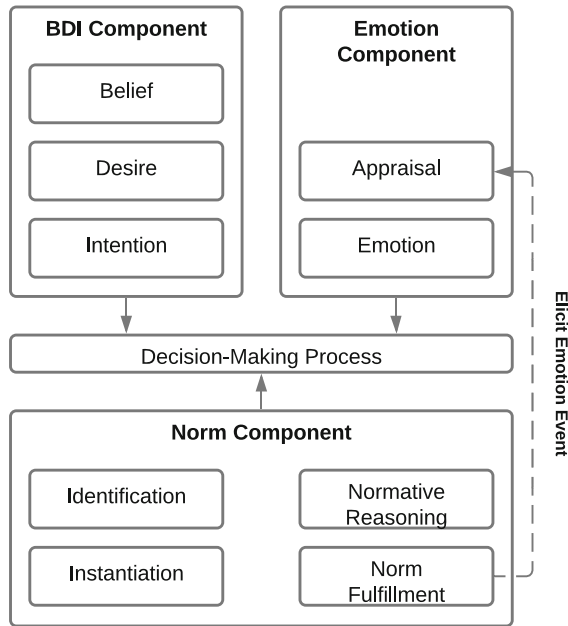 BDI Component
Belief
Desire
Intention
Emotion
Component
Appraisal
Emotion
Elicit Emotion Event
Decision-Making Process
Norm Component
Identification
Instantiation
Normative
Reasoning
Norm
Fulfillment